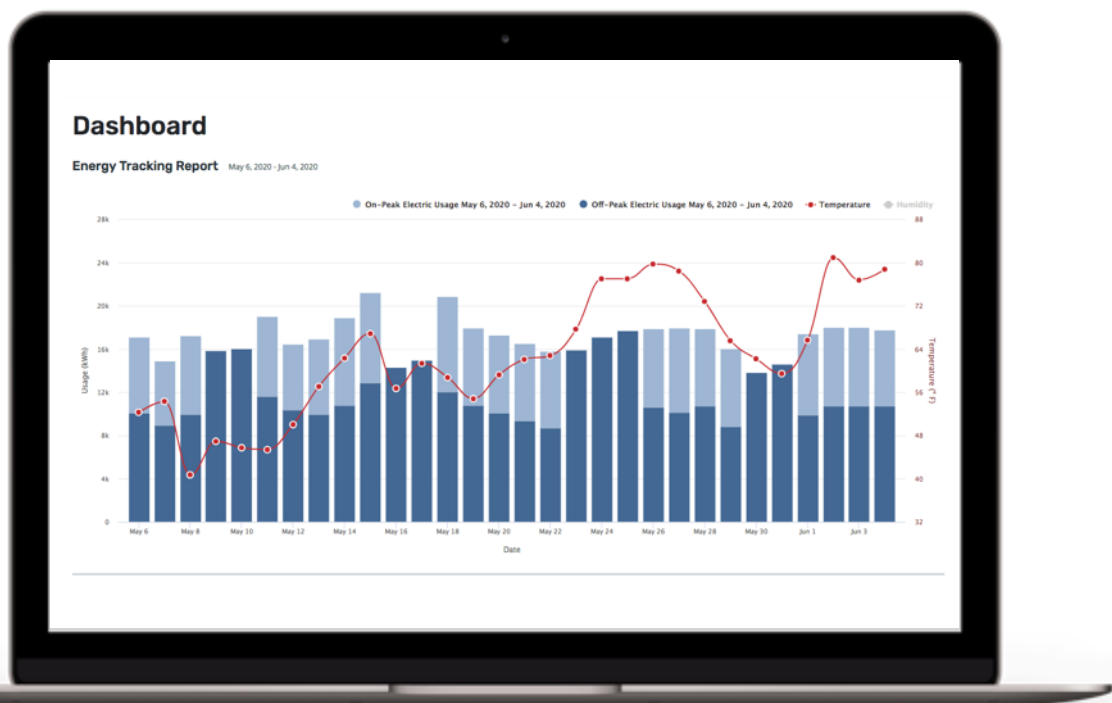 Dashboard
Energy Tracking Report May 6, 2020 - Jun 4, 2020
On-Peak Electric Usage May 6, 2020 – Jun 4, 2020 Off-Peak Electric Usage May 6, 2020 – Jun 4, 2020 Temperature Humidity
28k 88
24k 80
20k 72
16k 64
12k 56
8k 48
4k 40
0 32
Usage (kWh)
Temperature (° F)
May 6 May 8 May 10 May 12 May 14 May 16 May 18 May 20 May 22 May 24 May 26 May 28 May 30 Jun 1 Jun 3
Date